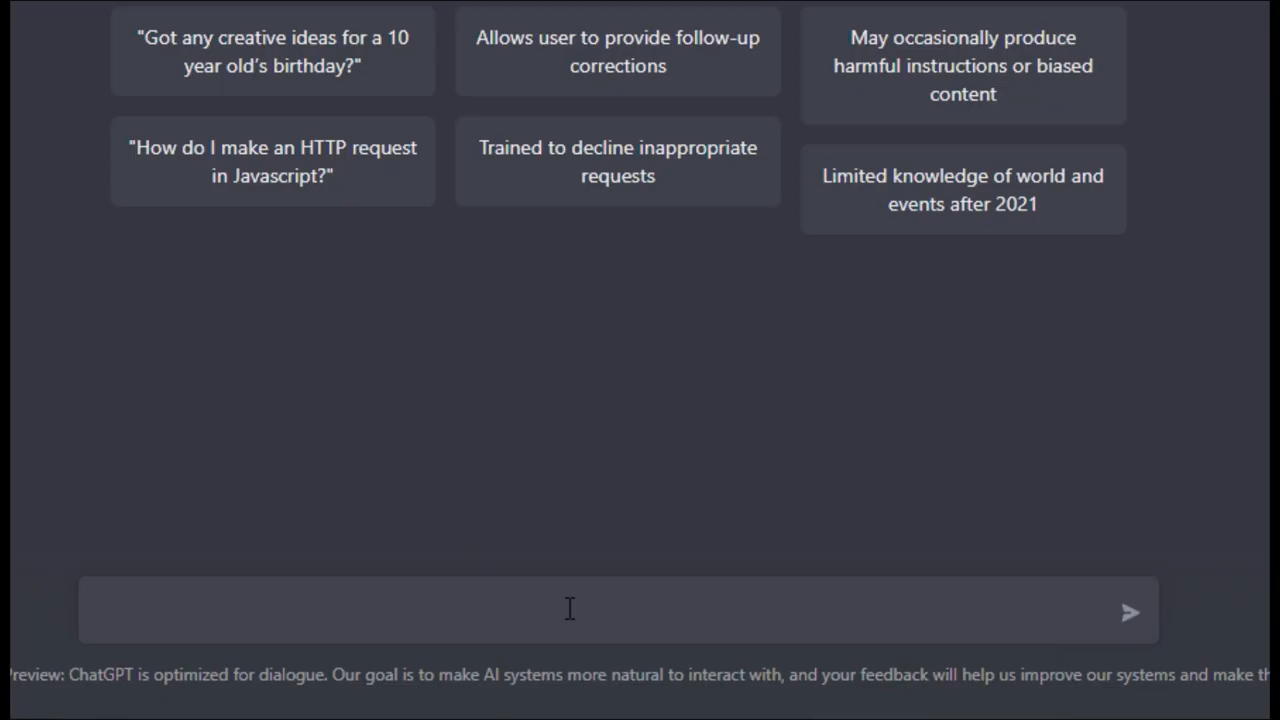 "Got any creative ideas for a 10
year old's birthday?"
Allows user to provide follow-up
corrections
May occasionally produce
harmful instructions or biased
content
"How do I make an HTTP request
in Javascript?"
Trained to decline inappropriate
requests
Limited knowledge of world and
events after 2021
Preview: ChatGPT is optimized for dialogue. Our goal is to make AI systems more natural to interact with, and your feedback will help us improve our systems and make